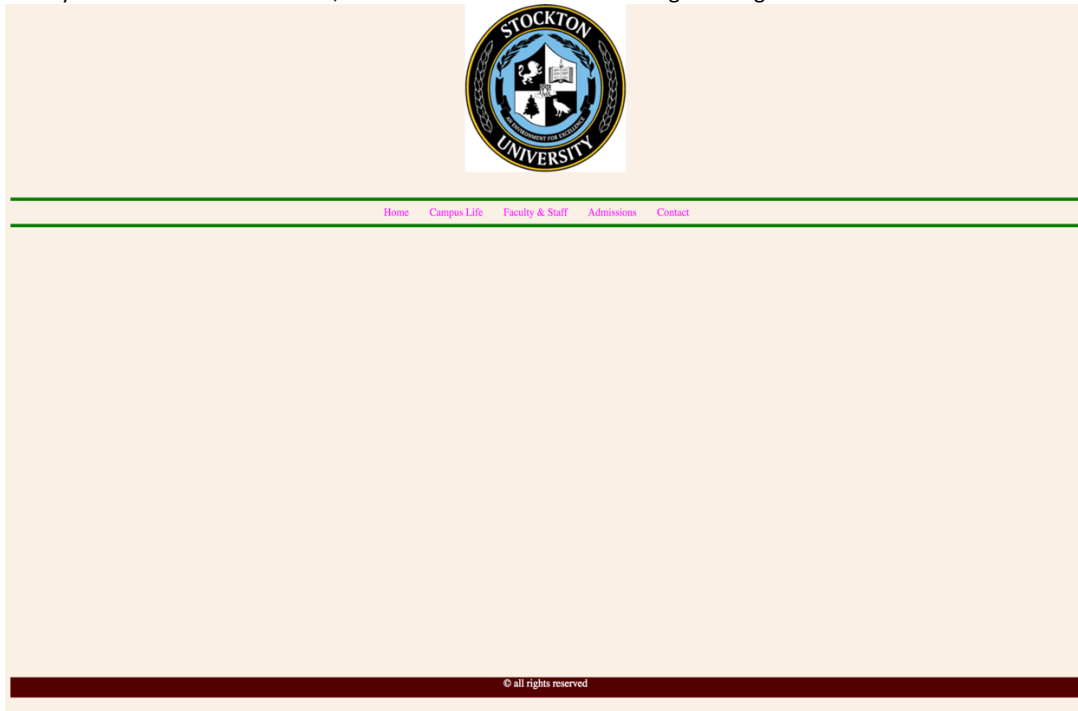 STOCKTON
AN ENVIRONMENT FOR EXCELLENCE
UNIVERSITY
Home Campus Life Faculty & Staff Admissions Contact
© all rights reserved